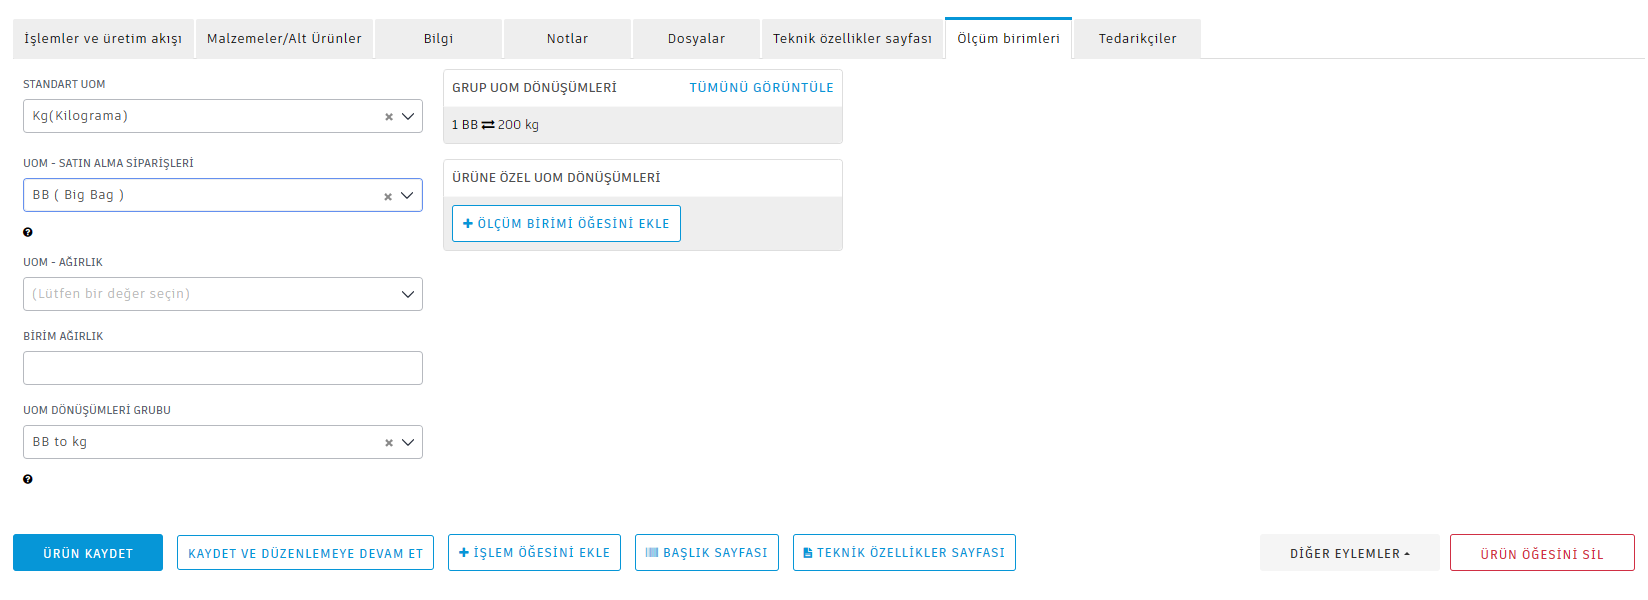 İşlemler ve üretim akışı
Malzemeler/Alt Ürünler
Bilgi
Notlar
Dosyalar
Teknik özellikler sayfası
Ölçüm birimleri
Tedarikçiler
STANDART UOM
Kg(Kilograma)
UOM - SATIN ALMA SİPARİŞLERİ
BB ( Big Bag )
UOM - AĞIRLIK
(Lütfen bir değer seçin)
BİRİM AĞIRLIK
UOM DÖNÜŞÜMLERİ GRUBU
BB to kg
GRUP UOM DÖNÜŞÜMLERİ
TÜMÜNÜ GÖRÜNTÜLE
1 BB ⇄ 200 kg
ÜRÜNE ÖZEL UOM DÖNÜŞÜMLERİ
+ ÖLÇÜM BİRİMİ ÖĞESİNİ EKLE
ÜRÜN KAYDET
KAYDET VE DÜZENLEMEYE DEVAM ET
+ İŞLEM ÖĞESİNİ EKLE
BAŞLIK SAYFASI
TEKNİK ÖZELLİKLER SAYFASI
DİĞER EYLEMLER
ÜRÜN ÖĞESİNİ SİL